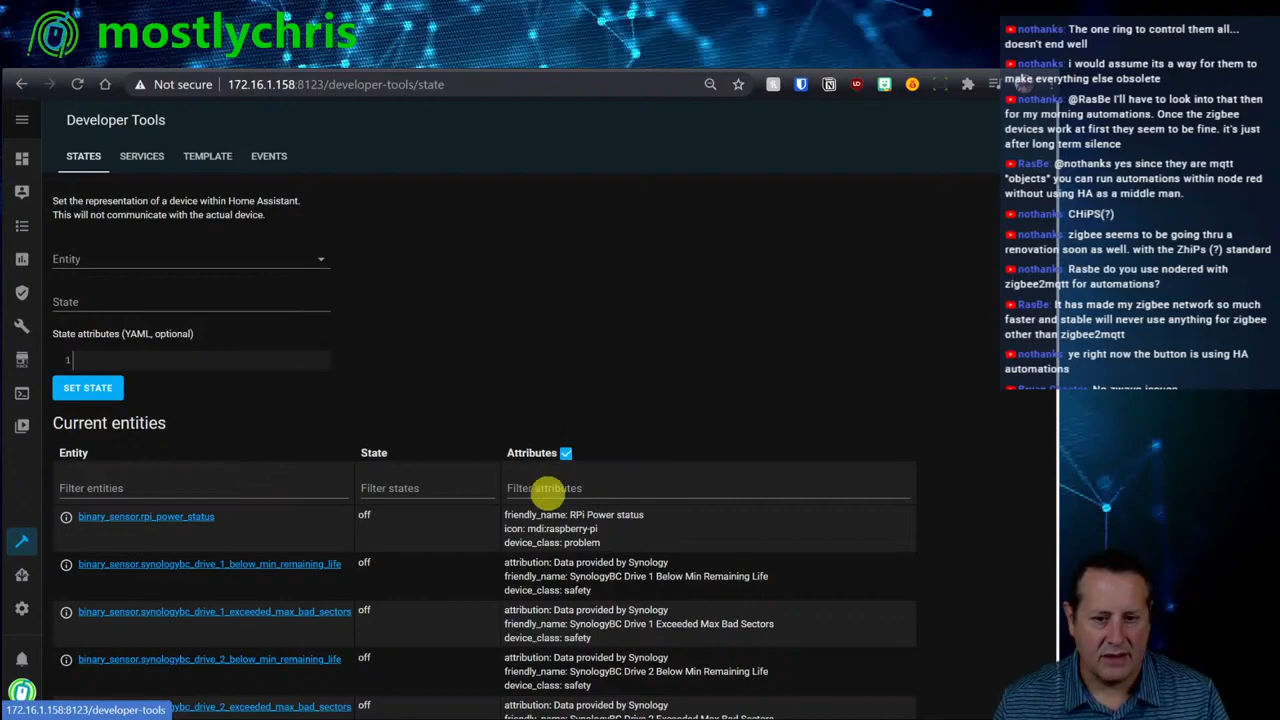 mostlychris
Not secure 172.16.1.158:8123/developer-tools/state
Developer Tools
STATES SERVICES TEMPLATE EVENTS
Set the representation of a device within Home Assistant.
This will not communicate with the actual device.
Entity
State
State attributes (YAML, optional)
1
SET STATE
Current entities
Entity State Attributes
Filter entities Filter states Filter attributes
binary_sensor.rpi_power_status off friendly_name: RPi Power status
icon: mdi:raspberry-pi
device_class: problem
binary_sensor.synologybc_drive_1_below_min_remaining_life off attribution: Data provided by Synology
friendly_name: SynologyBC Drive 1 Below Min Remaining Life
device_class: safety
binary_sensor.synologybc_drive_1_exceeded_max_bad_sectors off attribution: Data provided by Synology
friendly_name: SynologyBC Drive 1 Exceeded Max Bad Sectors
device_class: safety
binary_sensor.synologybc_drive_2_below_min_remaining_life off attribution: Data provided by Synology
friendly_name: SynologyBC Drive 2 Below Min Remaining Life
device_class: safety
binary_sensor.synologybc_drive_2_exceeded_max_bad_sectors off attribution: Data provided by Synology
friendly_name: SynologyBC Drive 2 Exceeded Max Bad Sectors
172.16.1.158:8123/developer-tools
nothanks: The one ring to control them all...
doesn't end well
nothanks: i would assume its a way for them to
make everything else obsolete
nothanks: @RasBe I'll have to look into that then
for my morning automations. Once the zigbee
devices work at first they seem to be fine. it's just
after long term silence
RasBe: @nothanks yes since they are mqtt
"objects" you can run automations within node red
without using HA as a middle man.
nothanks: CHiPS(?)
nothanks: zigbee seems to be going thru a
renovation soon as well. with the ZhiPs (?) standard
nothanks: Rasbe do you use nodered with
zigbee2mqtt for automations?
RasBe: It has made my zigbee network so much
faster and stable will never use anything for zigbee
other than zigbee2mqtt
nothanks: ye right now the button is using HA
automations
No zwave issues